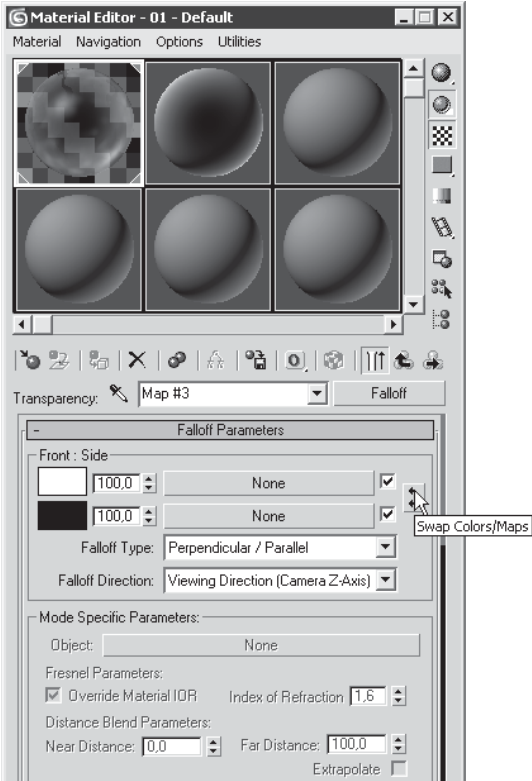 Material Editor - 01 - Default
Material Navigation Options Utilities
Transparency: Map #3 Falloff
- Falloff Parameters
Front : Side
100,0 None
100,0 None
Swap Colors/Maps
Falloff Type: Perpendicular / Parallel
Falloff Direction: Viewing Direction (Camera Z-Axis)
Mode Specific Parameters:
Object: None
Fresnel Parameters:
Override Material IOR Index of Refraction 1,6
Distance Blend Parameters:
Near Distance: 0,0 Far Distance: 100,0
Extrapolate